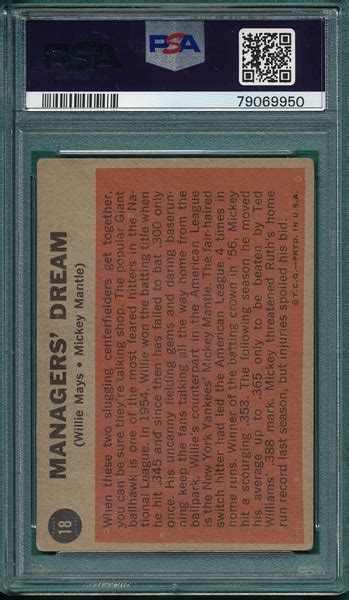 PSA
PSA
79069950
18
MANAGERS' DREAM
(Willie Mays • Mickey Mantle)
When these two slugging centerfielders get together,
you can be sure they're talking shop. The popular Giant
ballhawk is one of the most feared hitters in the Na-
tional League. In 1954, Willie won the batting title when
he hit .345 and since then has failed to bat .300 only
once. His uncanny fielding gems and daring baserun-
ning keep the fans talking all the way home from the
ballpark. Willie's counterpart in the American League
is the New York Yankees' Mickey Mantle. The fair-haired
switch hitter had led the American League 4 times in
home runs. Winner of the batting crown in '56, Mickey
hit a scourging .353. The following season he moved
his average up to .365 only to be beaten by Ted
Williams' .388 mark. Mickey threatened Ruth's home
run record last season, but injuries spoiled his bid.
© T.C.G.—PRTD. IN U.S.A.